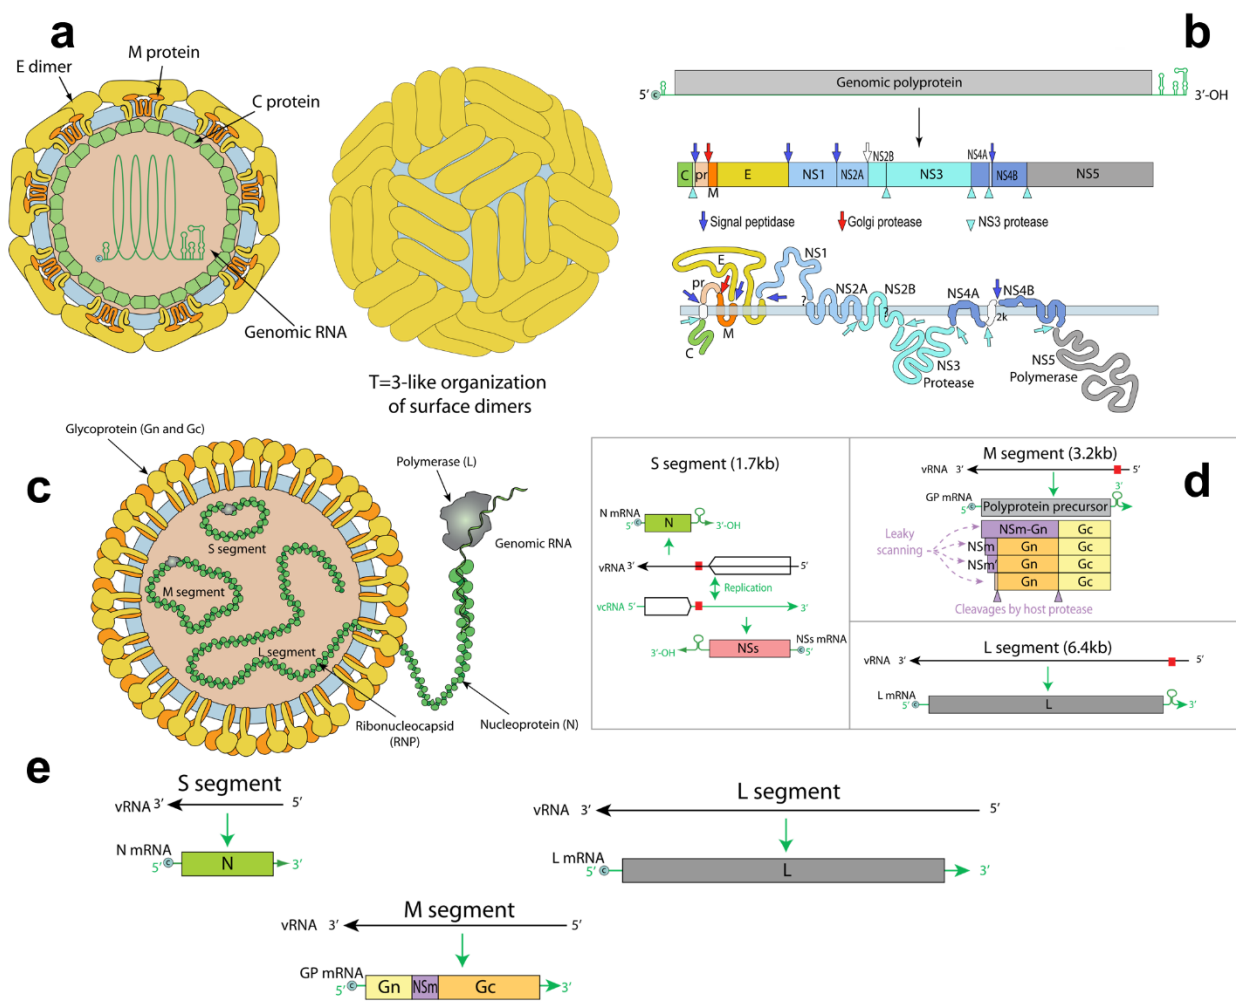 a
M protein
E dimer
C protein
Genomic RNA
T=3-like organization
of surface dimers
b
Genomic polyprotein
5′ c 3′-OH
C pr M E NS1 NS2A NS2B NS3 NS4A NS4B NS5
Signal peptidase Golgi protease NS3 protease
NS1
E
pr
NS2A
NS2B
NS4A
NS4B
?
?
2k
M
C
NS3
Protease
NS5
Polymerase
c
Glycoprotein (Gn and Gc)
Polymerase (L)
Genomic RNA
S segment
M segment
L segment
Ribonucleocapsid
(RNP)
Nucleoprotein (N)
d
S segment (1.7kb)
N mRNA
5′ c N 3′-OH
vRNA 3′ 5′
Replication
vcRNA 5′ 3′
NSs mRNA
3′-OH NSs c 5′
M segment (3.2kb)
vRNA 3′ 5′
GP mRNA 3′
5′ c Polyprotein precursor
NSm-Gn Gc
Leaky
scanning
NSm Gn Gc
NSm′ Gn Gc
Gn Gc
Cleavages by host protease
L segment (6.4kb)
vRNA 3′ 5′
L mRNA
5′ c L 3′
e
S segment
vRNA 3′ 5′
N mRNA
5′ c N 3′
L segment
vRNA 3′ 5′
L mRNA
5′ c L 3′
M segment
vRNA 3′ 5′
GP mRNA
5′ c Gn NSm Gc 3′